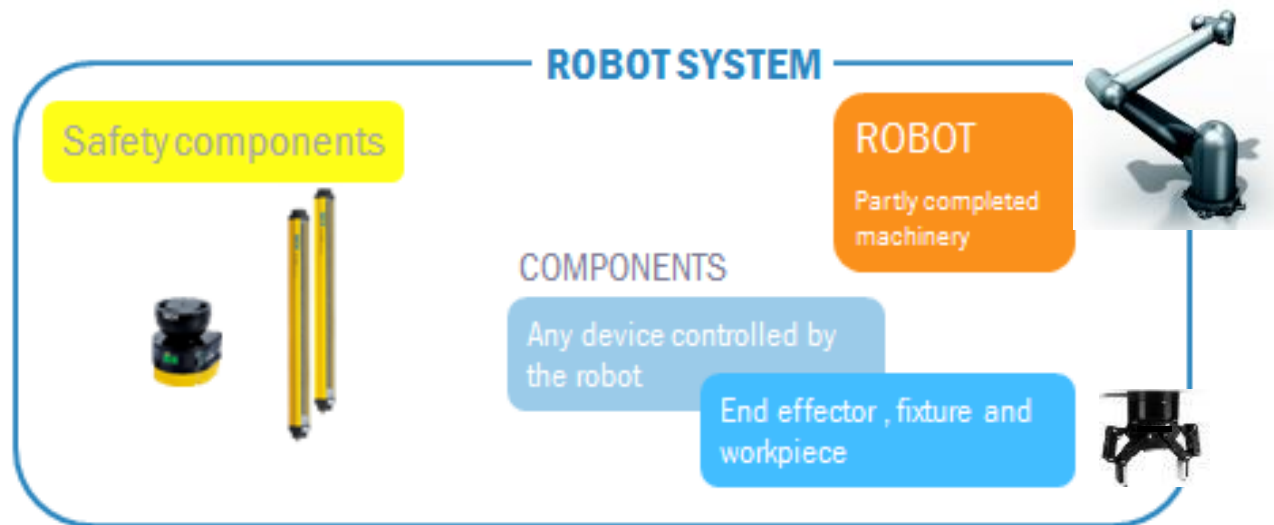 ROBOT SYSTEM
Safety components
ROBOT
Partly completed
machinery
COMPONENTS
Any device controlled by
the robot
End effector , fixture and
workpiece